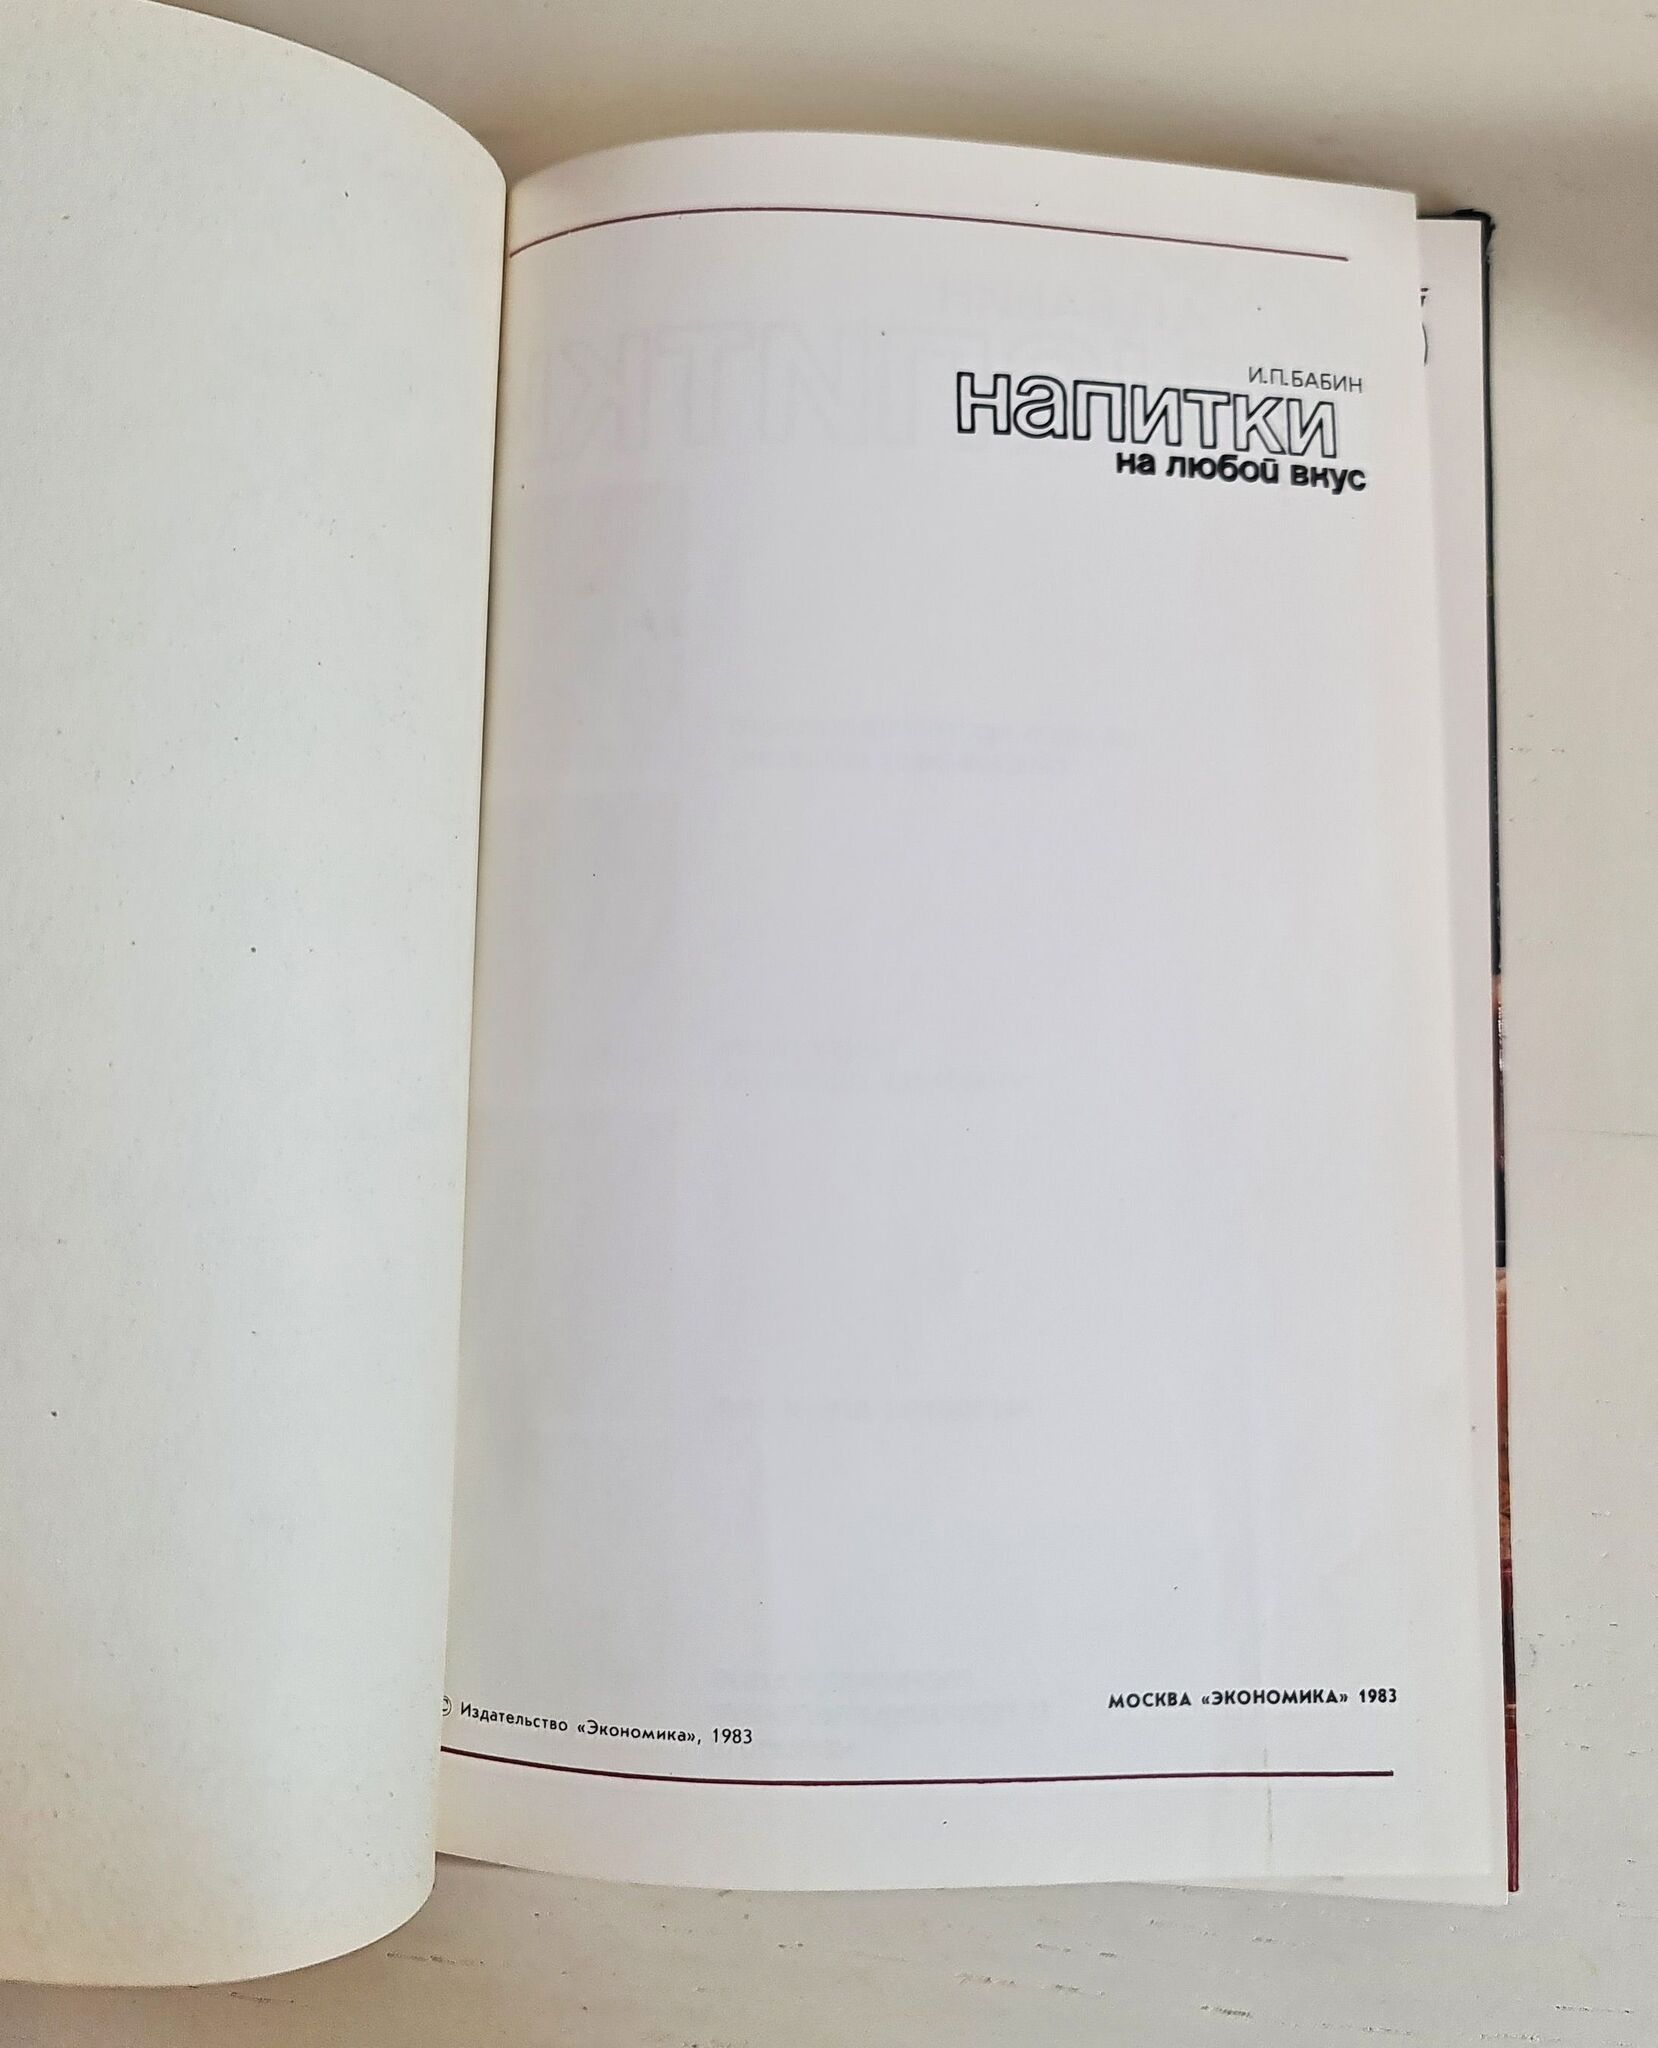 И.П.БАБИН
напитки
на любой вкус
МОСКВА «ЭКОНОМИКА» 1983
© Издательство «Экономика», 1983